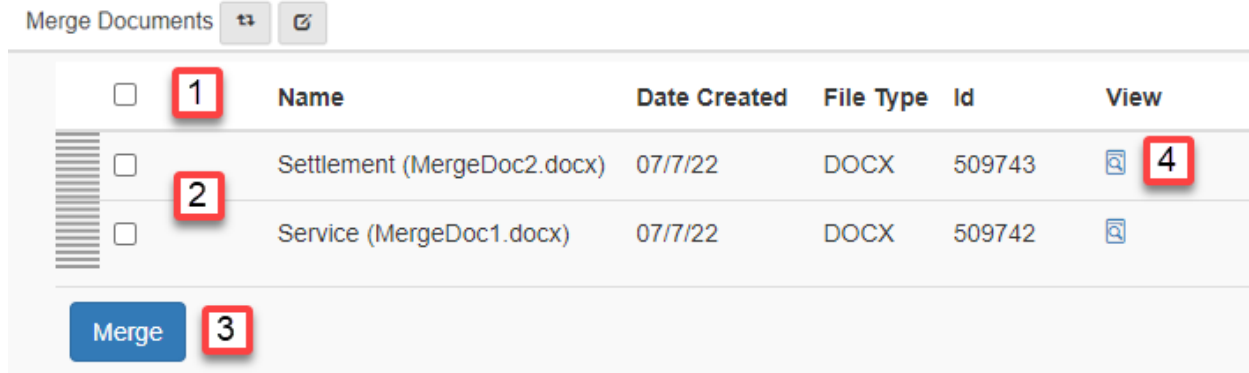 Merge Documents
1 Name Date Created File Type Id View
Settlement (MergeDoc2.docx) 07/7/22 DOCX 509743 4
2
Service (MergeDoc1.docx) 07/7/22 DOCX 509742
Merge 3